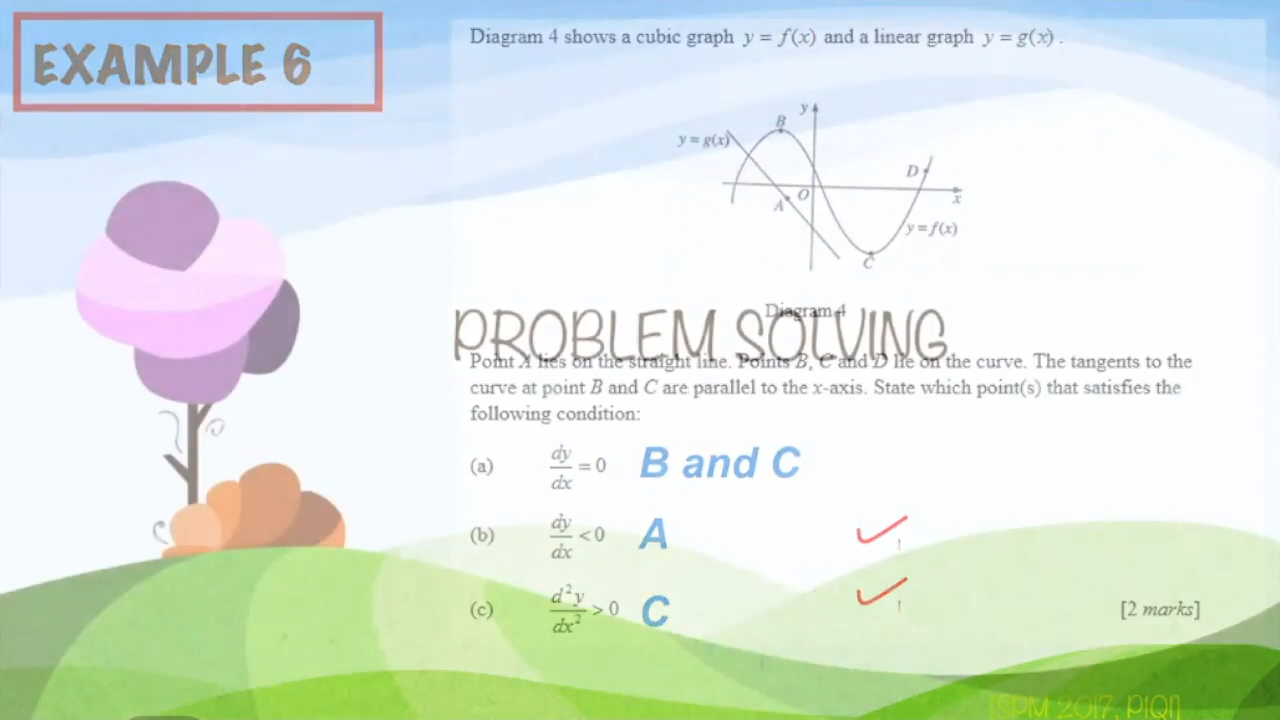 EXAMPLE 6
Diagram 4 shows a cubic graph y = f(x) and a linear graph y = g(x) .
y
B
y = g(x)
D
O
x
A
y = f(x)
C
Diagram 4
PROBLEM SOLVING
Point A lies on the straight line. Points B, C and D lie on the curve. The tangents to the
curve at point B and C are parallel to the x-axis. State which point(s) that satisfies the
following condition:
(a) dy/dx = 0 B and C
(b) dy/dx < 0 A
(c) d²y/dx² > 0 C [2 marks]
[SPM 2017, P1Q1]